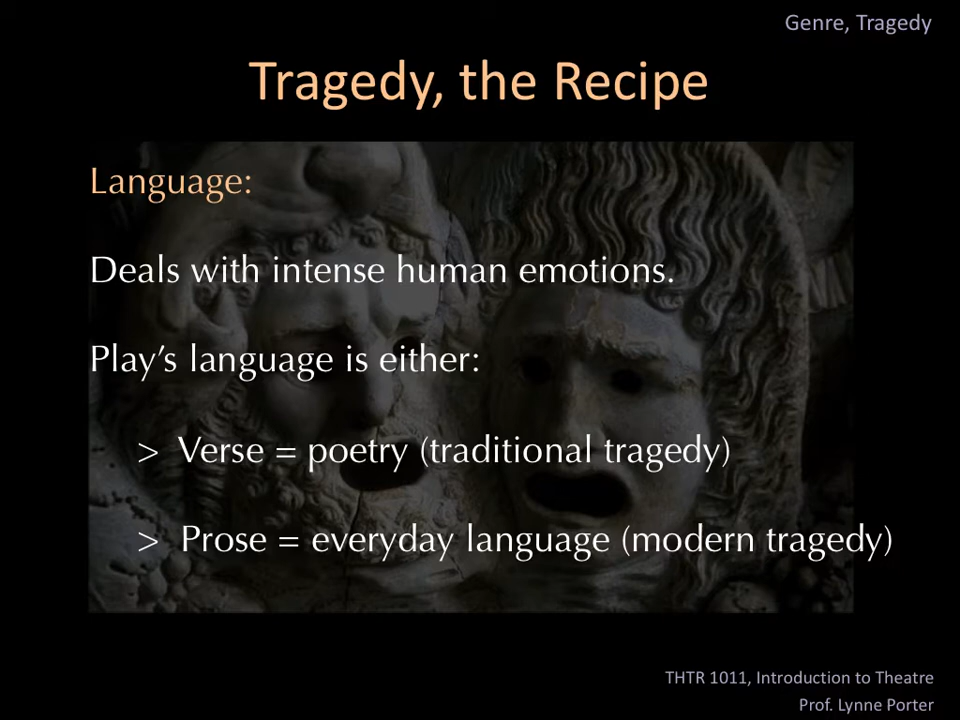 Genre, Tragedy
Tragedy, the Recipe
Language:
Deals with intense human emotions.
Play’s language is either:
> Verse = poetry (traditional tragedy)
> Prose = everyday language (modern tragedy)
THTR 1011, Introduction to Theatre
Prof. Lynne Porter